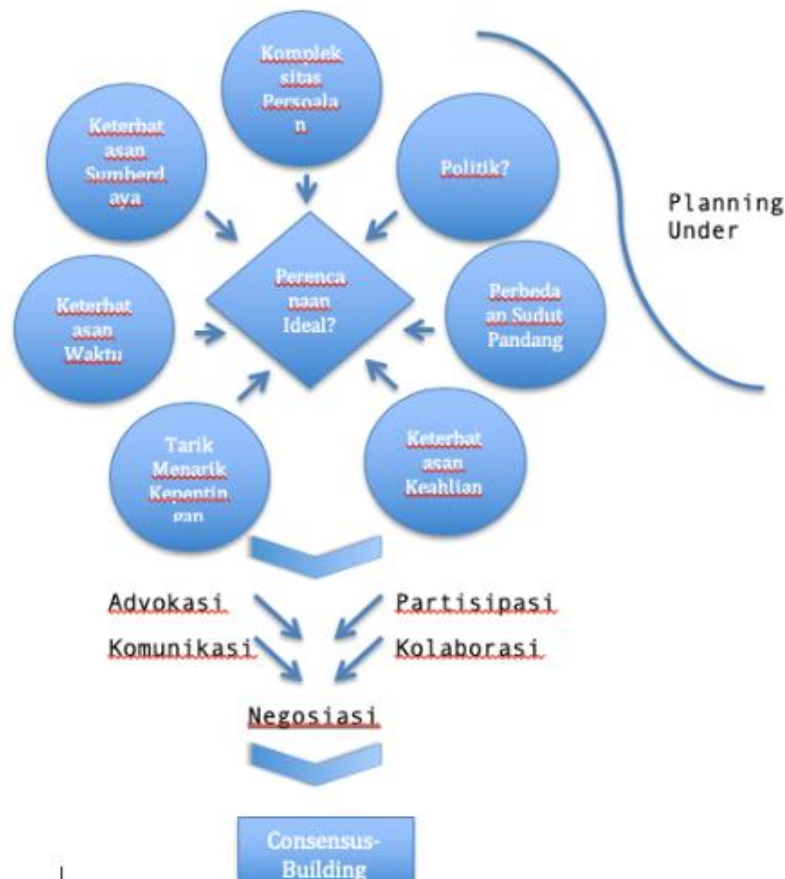 Komplek
sitas
Persoala
n
Keterbat
asan
Sumberd
aya
Politik?
Planning
Under
Perenca
naan
Ideal?
Keterbat
asan
Waktu
Perbeda
an Sudut
Pandang
Tarik
Menarik
Kepentin
gan
Keterbat
asan
Keahlian
Advokasi
Partisipasi
Komunikasi
Kolaborasi
Negosiasi
Consensus-
Building